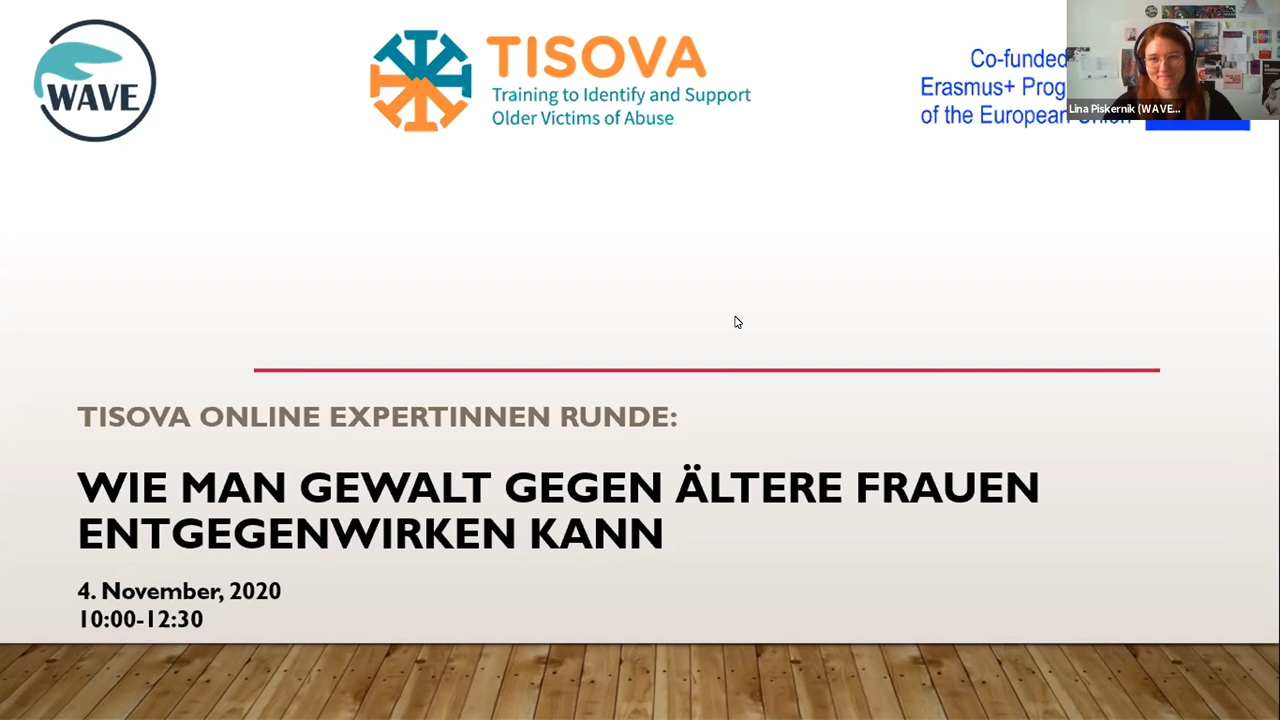 WAVE
TISOVA
Training to Identify and Support
Older Victims of Abuse
Co-funded
Erasmus+ Prog
of the European Union
Lina Piskernik (WAVE...
TISOVA ONLINE EXPERTINNEN RUNDE:
WIE MAN GEWALT GEGEN ÄLTERE FRAUEN
ENTGEGENWIRKEN KANN
4. November, 2020
10:00-12:30